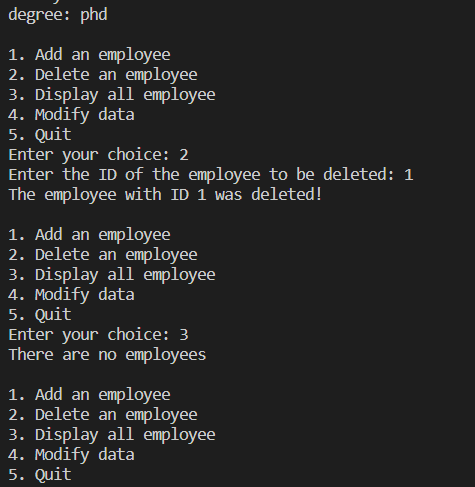 degree: phd
1. Add an employee
2. Delete an employee
3. Display all employee
4. Modify data
5. Quit
Enter your choice: 2
Enter the ID of the employee to be deleted: 1
The employee with ID 1 was deleted!
1. Add an employee
2. Delete an employee
3. Display all employee
4. Modify data
5. Quit
Enter your choice: 3
There are no employees
1. Add an employee
2. Delete an employee
3. Display all employee
4. Modify data
5. Quit